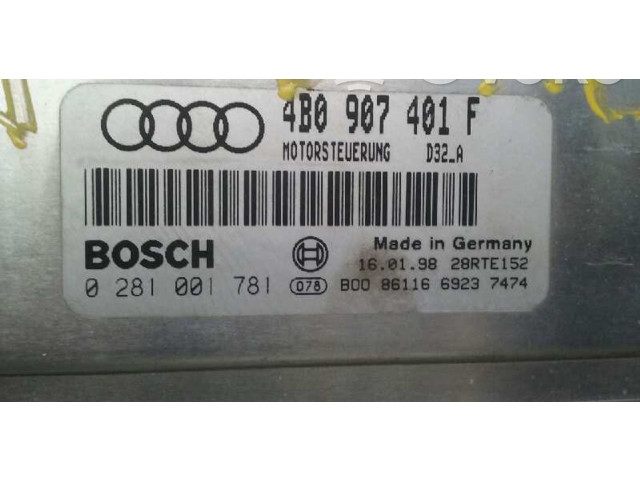 4B0 907 401 F
MOTORSTEUERUNG D32_A
BOSCH
Made in Germany
16.01.98 28RTE152
0 281 001 781 078 B00 86116 6923 7474